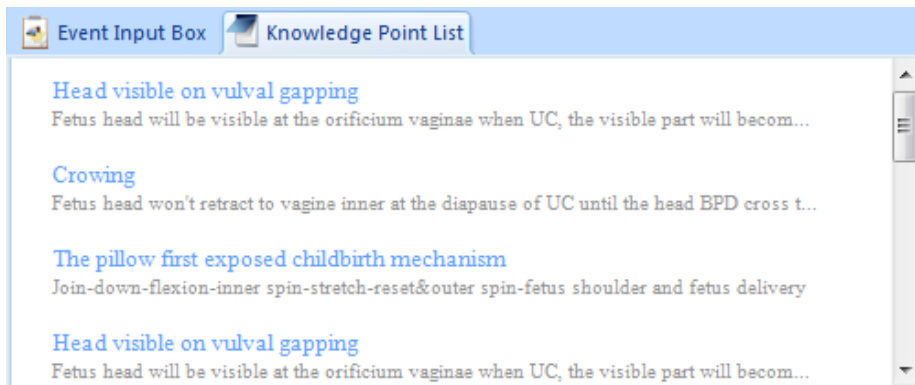 Event Input Box Knowledge Point List
Head visible on vulval gapping
Fetus head will be visible at the orificium vaginae when UC, the visible part will becom...
Crowing
Fetus head won't retract to vagine inner at the diapause of UC until the head BPD cross t...
The pillow first exposed childbirth mechanism
Join-down-flexion-inner spin-stretch-reset&outer spin-fetus shoulder and fetus delivery
Head visible on vulval gapping
Fetus head will be visible at the orificium vaginae when UC, the visible part will becom...